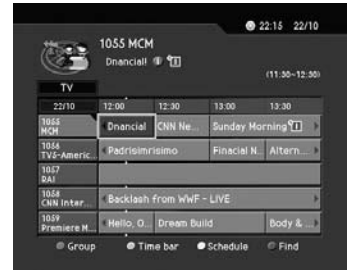 22:15 22/10
1055 MCM
Dnancial!
(11:30~12:30)
TV
22/10 12:00 12:30 13:00 13:30
1055 MCM Dnancial CNN Ne... Sunday Morning
1056 TV5-Americ... Padrisimrisimo Finacial N... Altern...
1057 RAI
1058 CNN Inter... Backlash from WWF - LIVE
1059 Premiere M... Hello, O... Dream Build Body & ...
Group Time bar Schedule Find